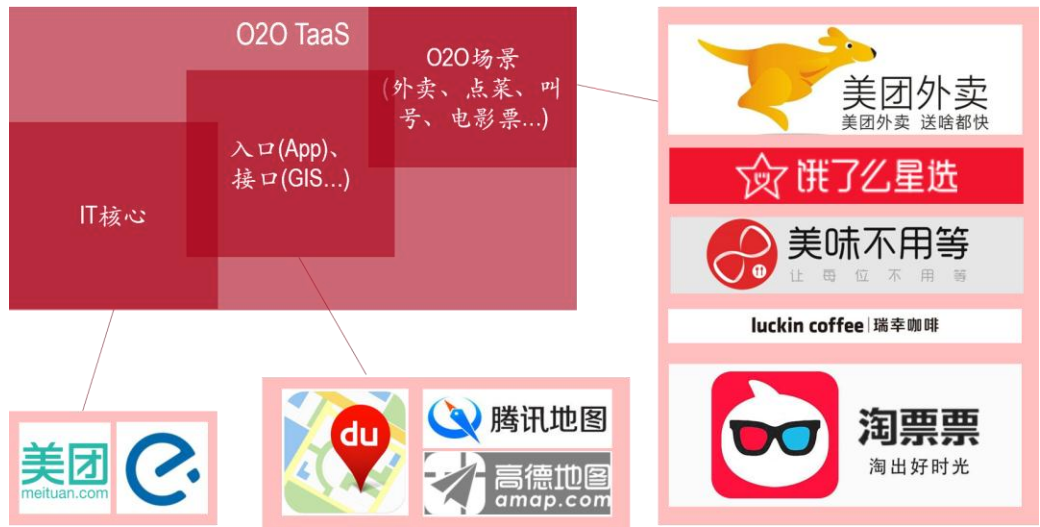 O2O TaaS
O2O场景
(外卖、点菜、叫
号、电影票...)
入口(App)、
接口(GIS...)
IT核心
美团外卖
美团外卖 送啥都快
饿了么星选
美味不用等
让每位不用等
luckin coffee 瑞幸咖啡
淘票票
淘出好时光
美团
meituan.com
du
腾讯地图
高德地图
amap.com